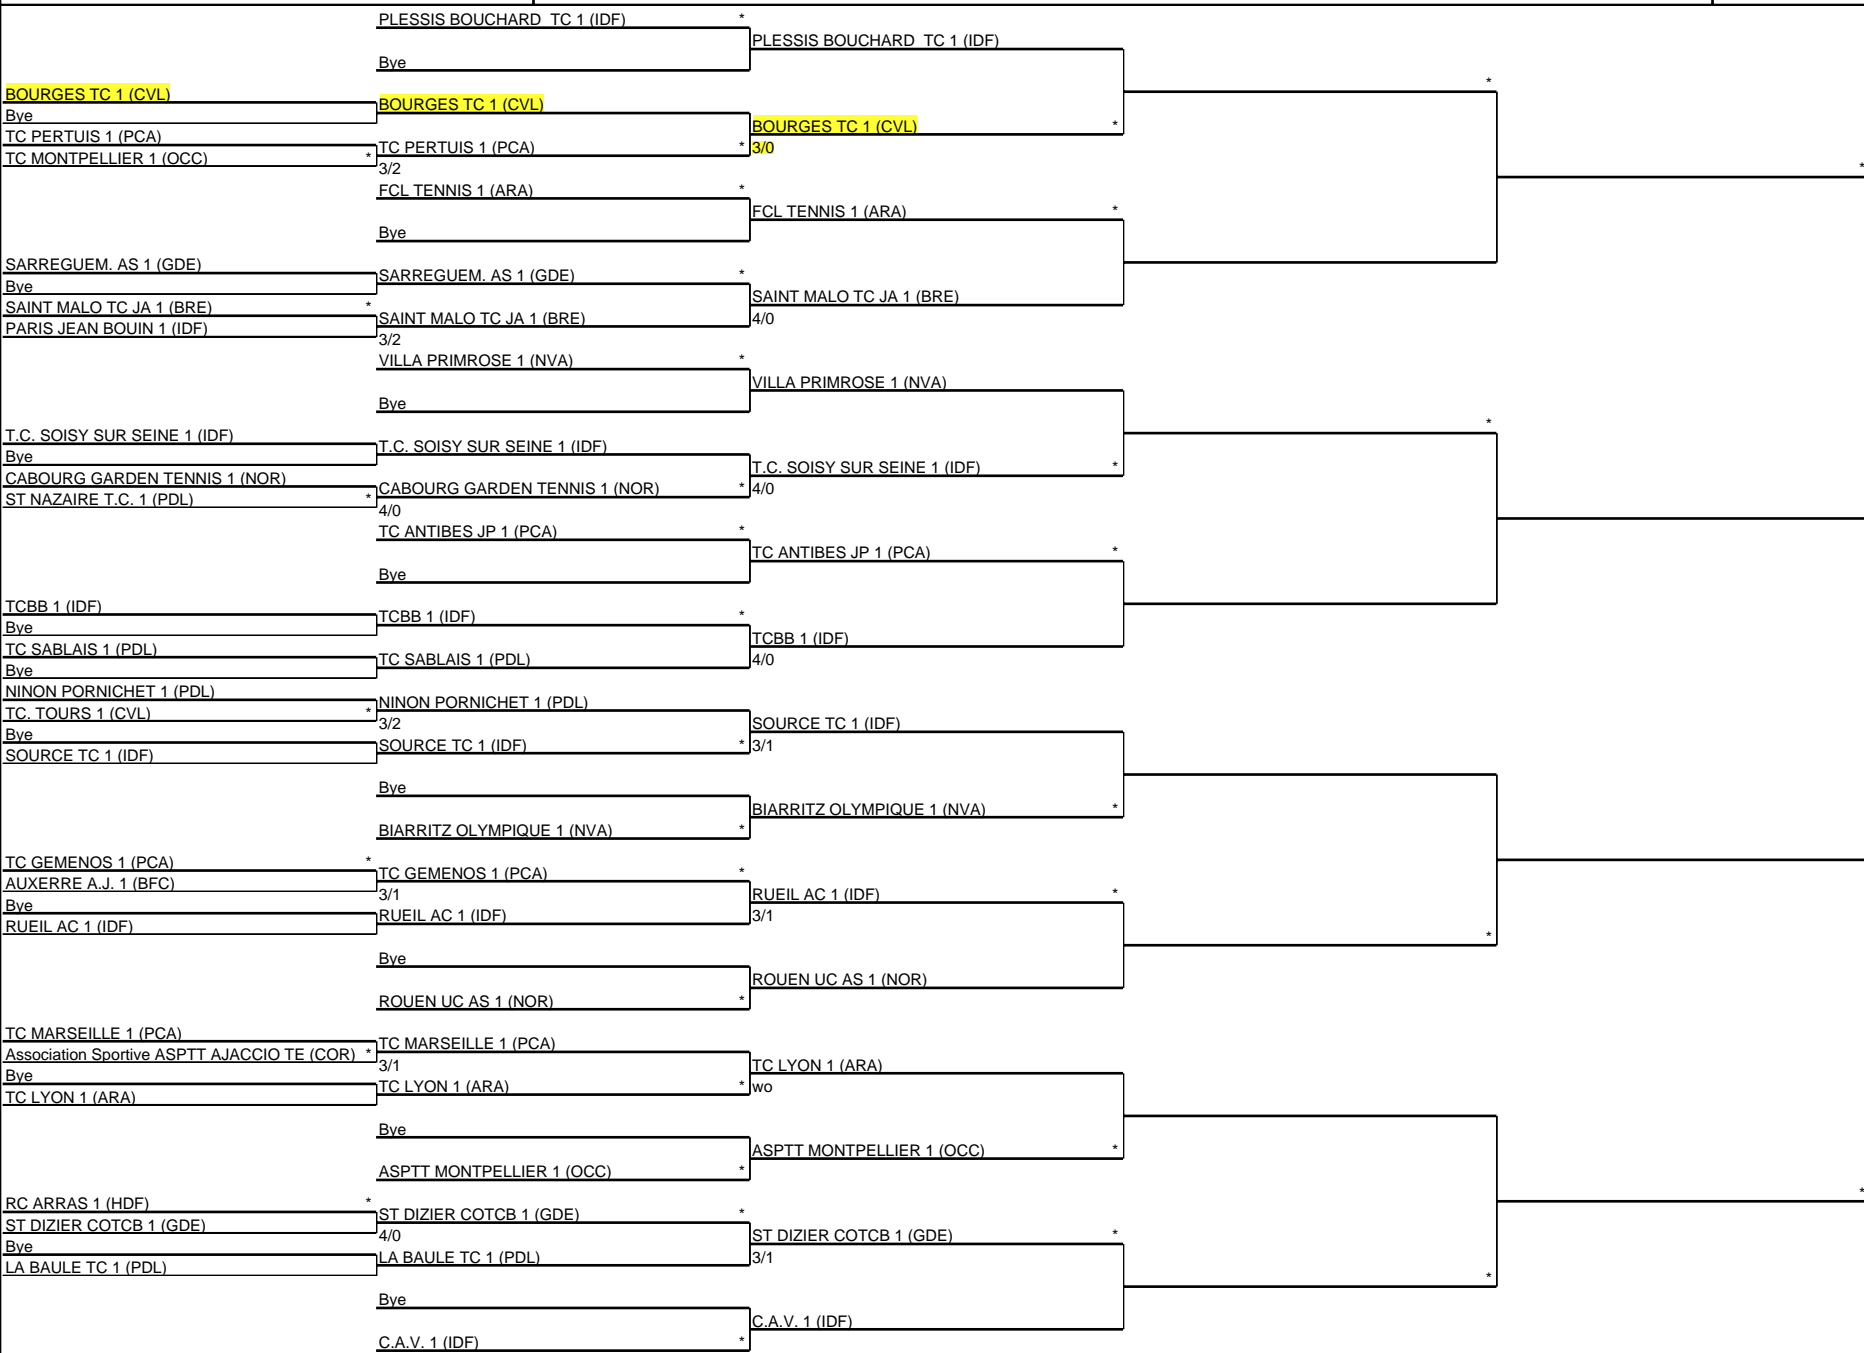 PLESSIS BOUCHARD TC 1 (IDF) *
PLESSIS BOUCHARD TC 1 (IDF)
Bye
*
BOURGES TC 1 (CVL)
BOURGES TC 1 (CVL)
Bye
BOURGES TC 1 (CVL) *
TC PERTUIS 1 (PCA)
TC PERTUIS 1 (PCA) * 3/0
TC MONTPELLIER 1 (OCC) *
3/2
*
FCL TENNIS 1 (ARA) *
FCL TENNIS 1 (ARA) *
Bye
SARREGUEM. AS 1 (GDE)
SARREGUEM. AS 1 (GDE) *
Bye
SAINT MALO TC JA 1 (BRE)
SAINT MALO TC JA 1 (BRE) *
SAINT MALO TC JA 1 (BRE) 4/0
PARIS JEAN BOUIN 1 (IDF)
3/2
VILLA PRIMROSE 1 (NVA) *
VILLA PRIMROSE 1 (NVA)
Bye
*
T.C. SOISY SUR SEINE 1 (IDF)
T.C. SOISY SUR SEINE 1 (IDF)
Bye
T.C. SOISY SUR SEINE 1 (IDF) *
CABOURG GARDEN TENNIS 1 (NOR)
CABOURG GARDEN TENNIS 1 (NOR) * 4/0
ST NAZAIRE T.C. 1 (PDL) *
4/0
TC ANTIBES JP 1 (PCA) *
TC ANTIBES JP 1 (PCA) *
Bye
TCBB 1 (IDF)
TCBB 1 (IDF) *
Bye
TCBB 1 (IDF)
TC SABLAIS 1 (PDL)
TC SABLAIS 1 (PDL) 4/0
Bye
NINON PORNICHET 1 (PDL)
NINON PORNICHET 1 (PDL)
TC. TOURS 1 (CVL) *
3/2 SOURCE TC 1 (IDF)
Bye
SOURCE TC 1 (IDF) * 3/1
SOURCE TC 1 (IDF)
Bye
BIARRITZ OLYMPIQUE 1 (NVA) *
BIARRITZ OLYMPIQUE 1 (NVA) *
TC GEMENOS 1 (PCA) *
TC GEMENOS 1 (PCA) *
AUXERRE A.J. 1 (BFC)
3/1 RUEIL AC 1 (IDF) *
Bye
RUEIL AC 1 (IDF) 3/1
RUEIL AC 1 (IDF)
*
Bye
ROUEN UC AS 1 (NOR)
ROUEN UC AS 1 (NOR) *
TC MARSEILLE 1 (PCA)
TC MARSEILLE 1 (PCA)
Association Sportive ASPTT AJACCIO TE (COR) *
3/1 TC LYON 1 (ARA)
Bye
TC LYON 1 (ARA) * wo
TC LYON 1 (ARA)
Bye
ASPTT MONTPELLIER 1 (OCC) *
ASPTT MONTPELLIER 1 (OCC) *
*
RC ARRAS 1 (HDF) *
ST DIZIER COTCB 1 (GDE) *
ST DIZIER COTCB 1 (GDE)
4/0 ST DIZIER COTCB 1 (GDE) *
Bye
LA BAULE TC 1 (PDL) 3/1
LA BAULE TC 1 (PDL)
*
Bye
C.A.V. 1 (IDF)
C.A.V. 1 (IDF) *